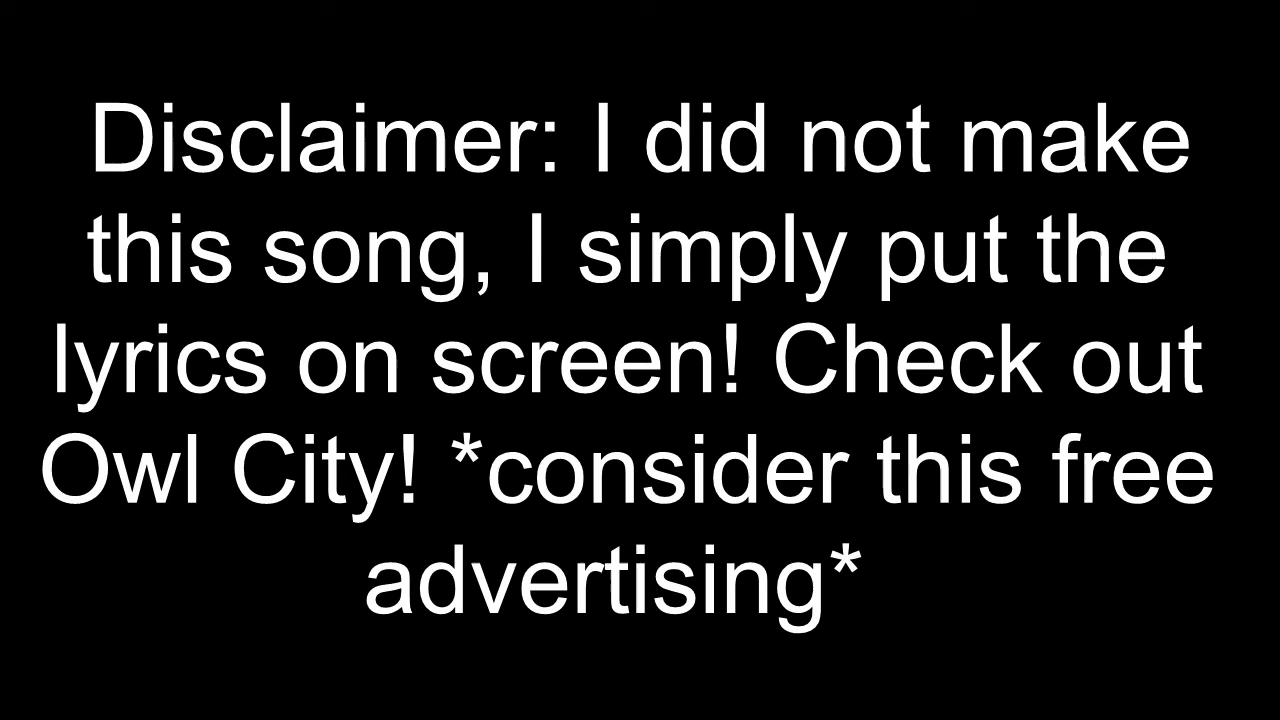 Disclaimer: I did not make
this song, I simply put the
lyrics on screen! Check out
Owl City! *consider this free
advertising*